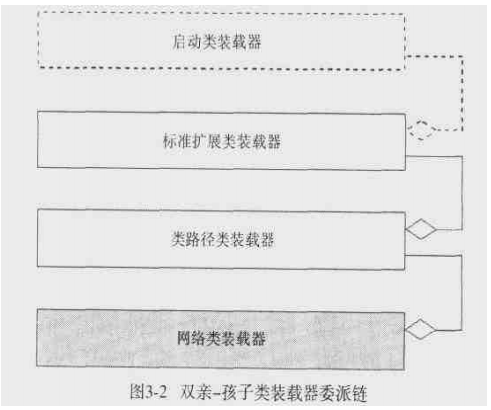 启动类装载器
标准扩展类装载器
类路径类装载器
网络类装载器
图3-2 双亲-孩子类装载器委派链